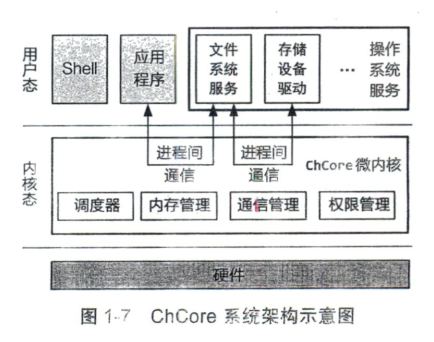 用户态
Shell
应用
程序
文件
系统
服务
存储
设备
驱动
...
操作
系统
服务
进程间
通信
进程间
通信
内核态
ChCore 微内核
调度器
内存管理
通信管理
权限管理
硬件
图 1-7 ChCore 系统架构示意图